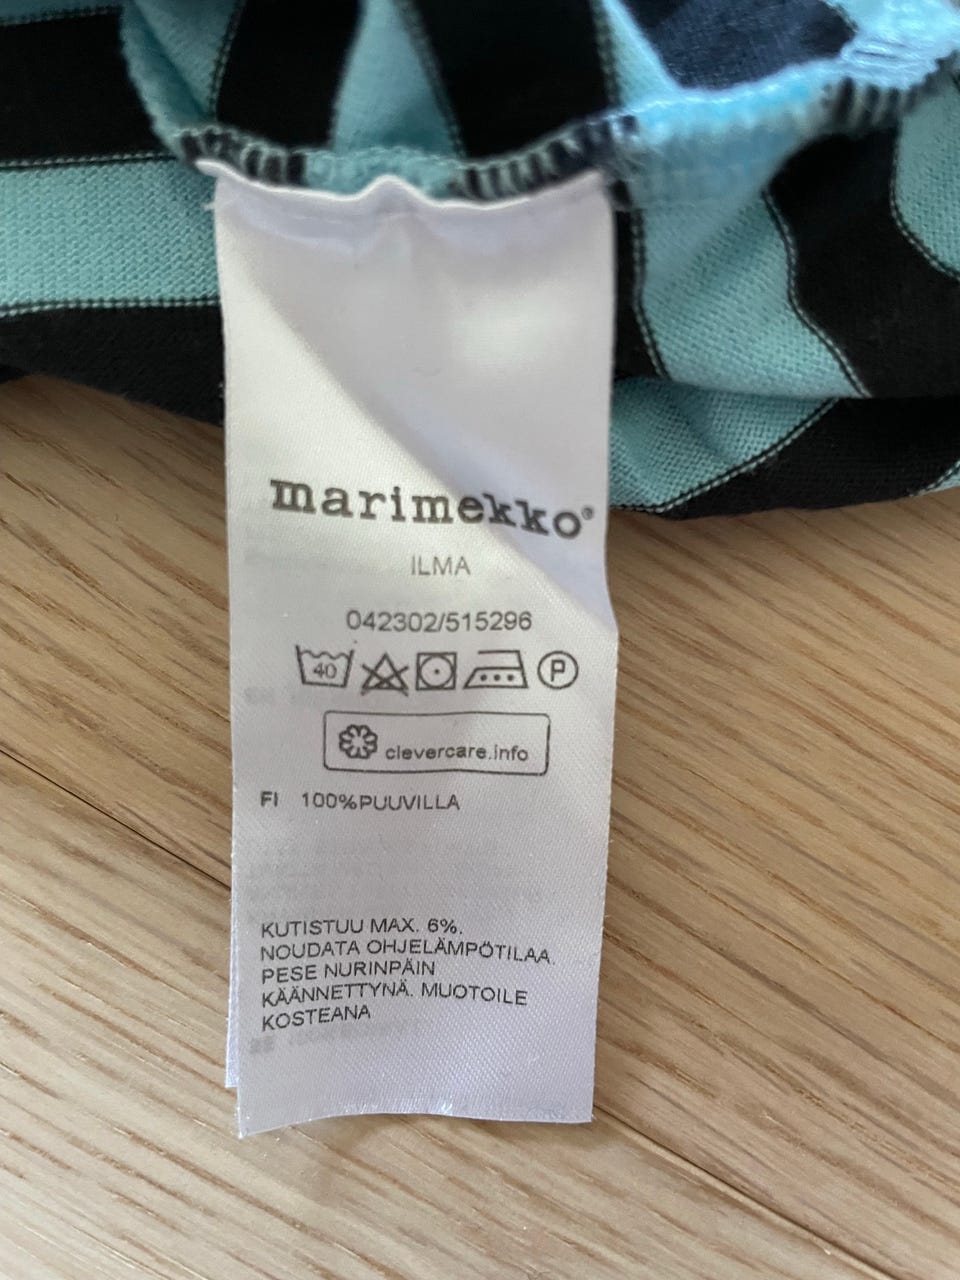 marimekko®
ILMA
042302/515296
40 P
clevercare.info
FI 100%PUUVILLA
KUTISTUU MAX. 6%.
NOUDATA OHJELÄMPÖTILAA.
PESE NURINPÄIN
KÄÄNNETTYNÄ. MUOTOILE
KOSTEANA